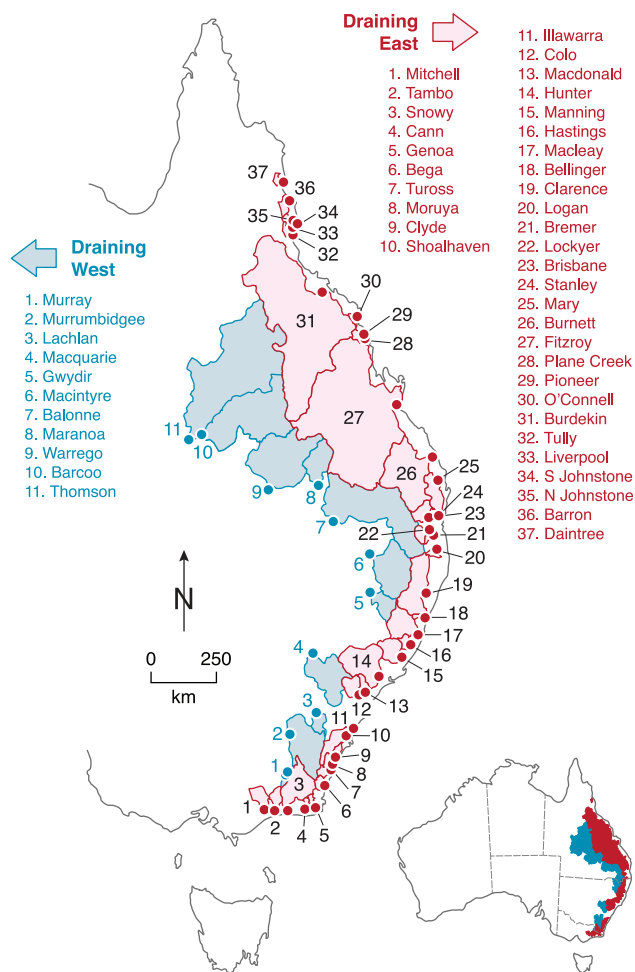 Draining
East
1. Mitchell
2. Tambo
3. Snowy
4. Cann
5. Genoa
6. Bega
7. Tuross
8. Moruya
9. Clyde
10. Shoalhaven
11. Illawarra
12. Colo
13. Macdonald
14. Hunter
15. Manning
16. Hastings
17. Macleay
18. Bellinger
19. Clarence
20. Logan
21. Bremer
22. Lockyer
23. Brisbane
24. Stanley
25. Mary
26. Burnett
27. Fitzroy
28. Plane Creek
29. Pioneer
30. O'Connell
31. Burdekin
32. Tully
33. Liverpool
34. S Johnstone
35. N Johnstone
36. Barron
37. Daintree
Draining
West
1. Murray
2. Murrumbidgee
3. Lachlan
4. Macquarie
5. Gwydir
6. Macintyre
7. Balonne
8. Maranoa
9. Warrego
10. Barcoo
11. Thomson
37
36
35
34
33
32
30
31
29
28
27
11
10
26
25
9
8
24
7
22
23
21
6
20
5
19
18
N
17
4
14
16
15
0 250
km
12
13
3
11
2
10
9
1
3
8
7
6
1
2
4
5